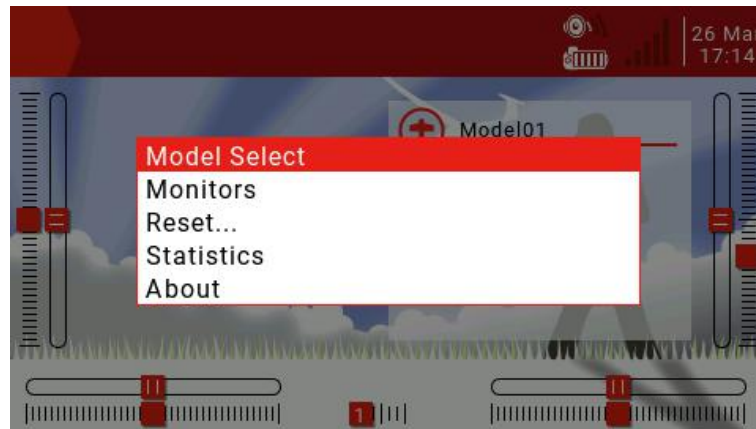 26 Mar
17:14
Model01
Model Select
Monitors
Reset...
Statistics
About
1